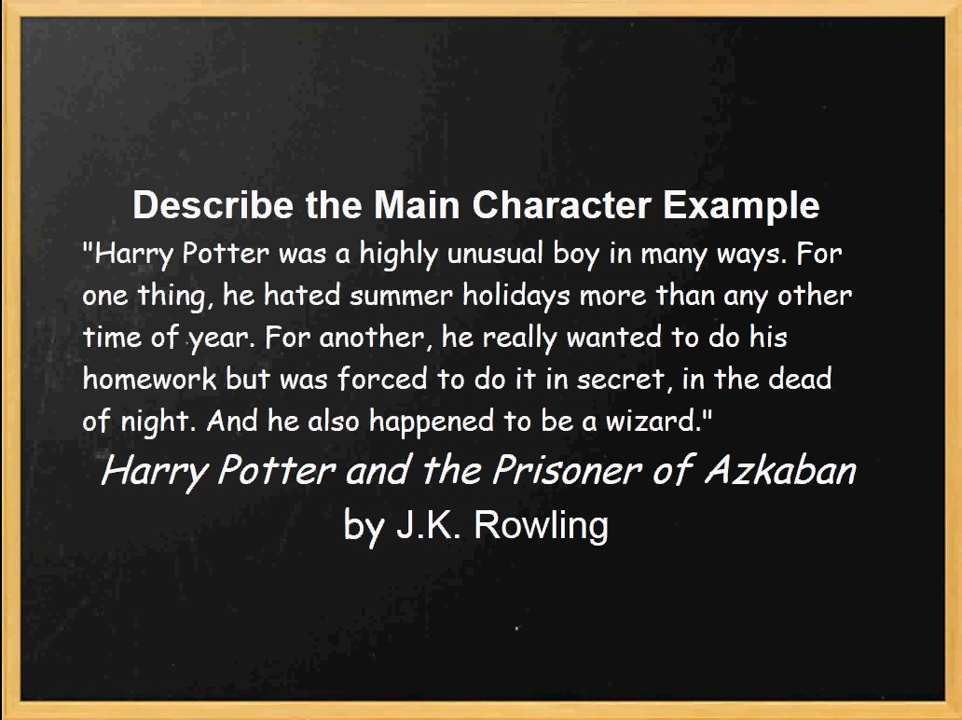 Describe the Main Character Example
"Harry Potter was a highly unusual boy in many ways. For
one thing, he hated summer holidays more than any other
time of year. For another, he really wanted to do his
homework but was forced to do it in secret, in the dead
of night. And he also happened to be a wizard."
Harry Potter and the Prisoner of Azkaban
by J.K. Rowling